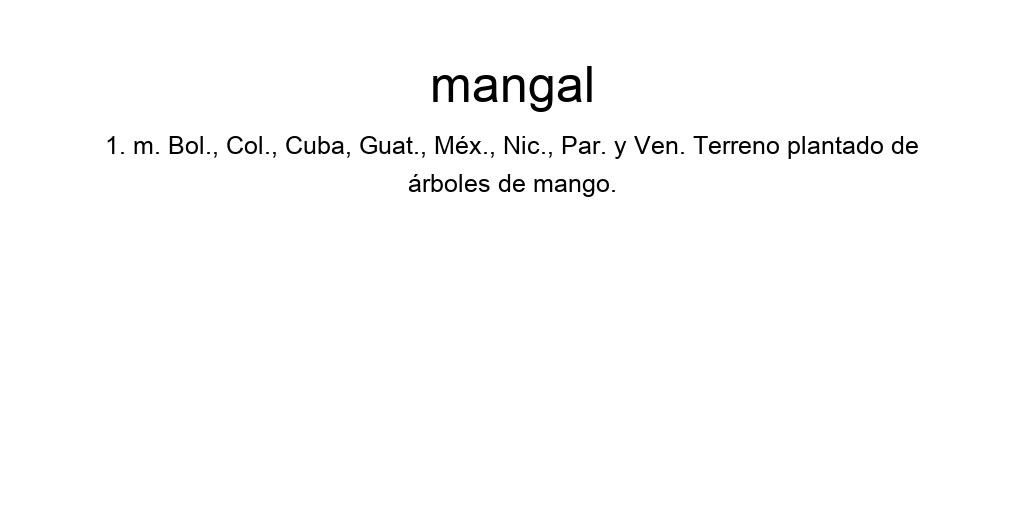 mangal
1. m. Bol., Col., Cuba, Guat., Méx., Nic., Par. y Ven. Terreno plantado de
árboles de mango.